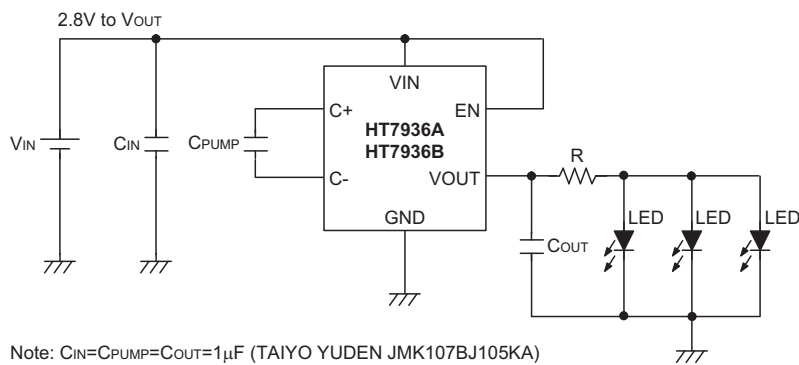 2.8V to VOUT
VIN
C+
EN
HT7936A
HT7936B
VIN
CIN
CPUMP
C-
VOUT
R
GND
LED
LED
LED
COUT
Note: CIN=CPUMP=COUT=1μF (TAIYO YUDEN JMK107BJ105KA)